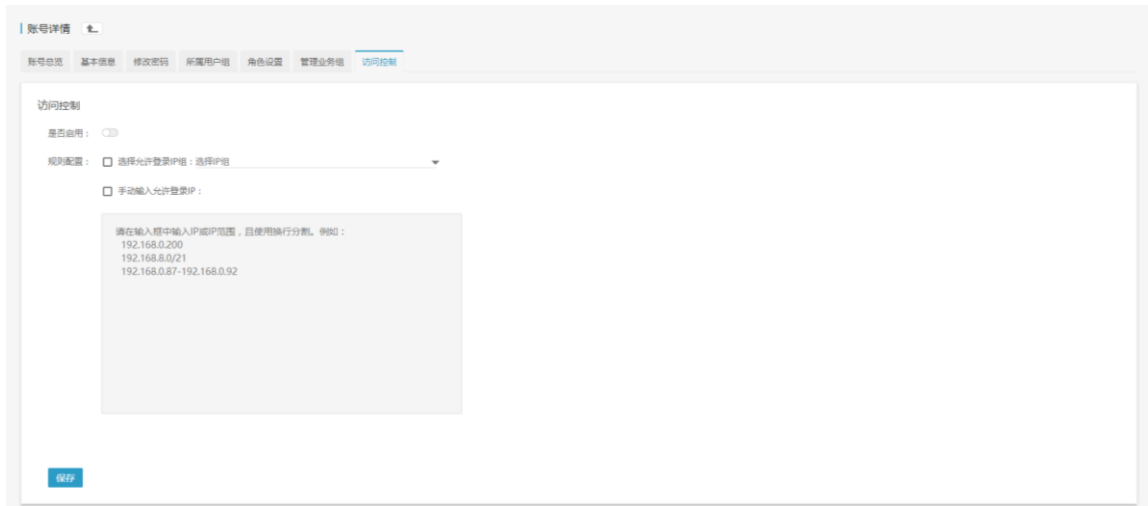 账号详情
账号总览 基本信息 修改密码 所属用户组 角色设置 管理业务组 访问控制
访问控制
是否启用：
规则配置： 选择允许登录IP组：选择IP组
手动输入允许登录IP：
请在输入框中输入IP或IP范围，且使用换行分割。例如：
192.168.0.200
192.168.8.0/21
192.168.0.87-192.168.0.92
保存